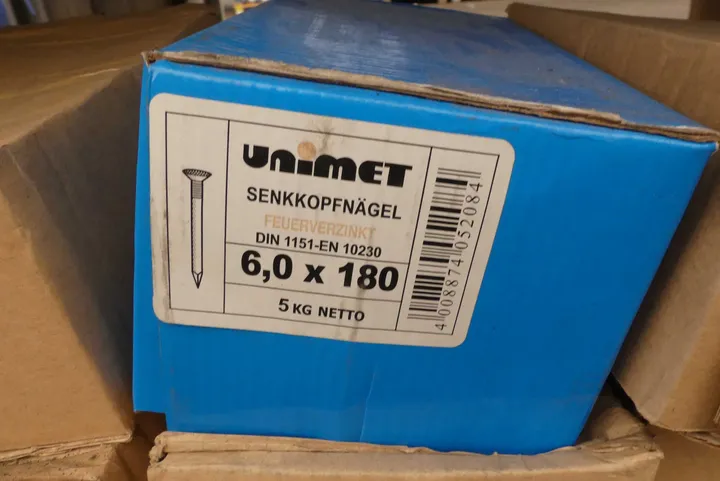 UNIMET
SENKKOPFNÄGEL
FEUERVERZINKT
DIN 1151-EN 10230
6,0 x 180
5 KG NETTO
4008874052084